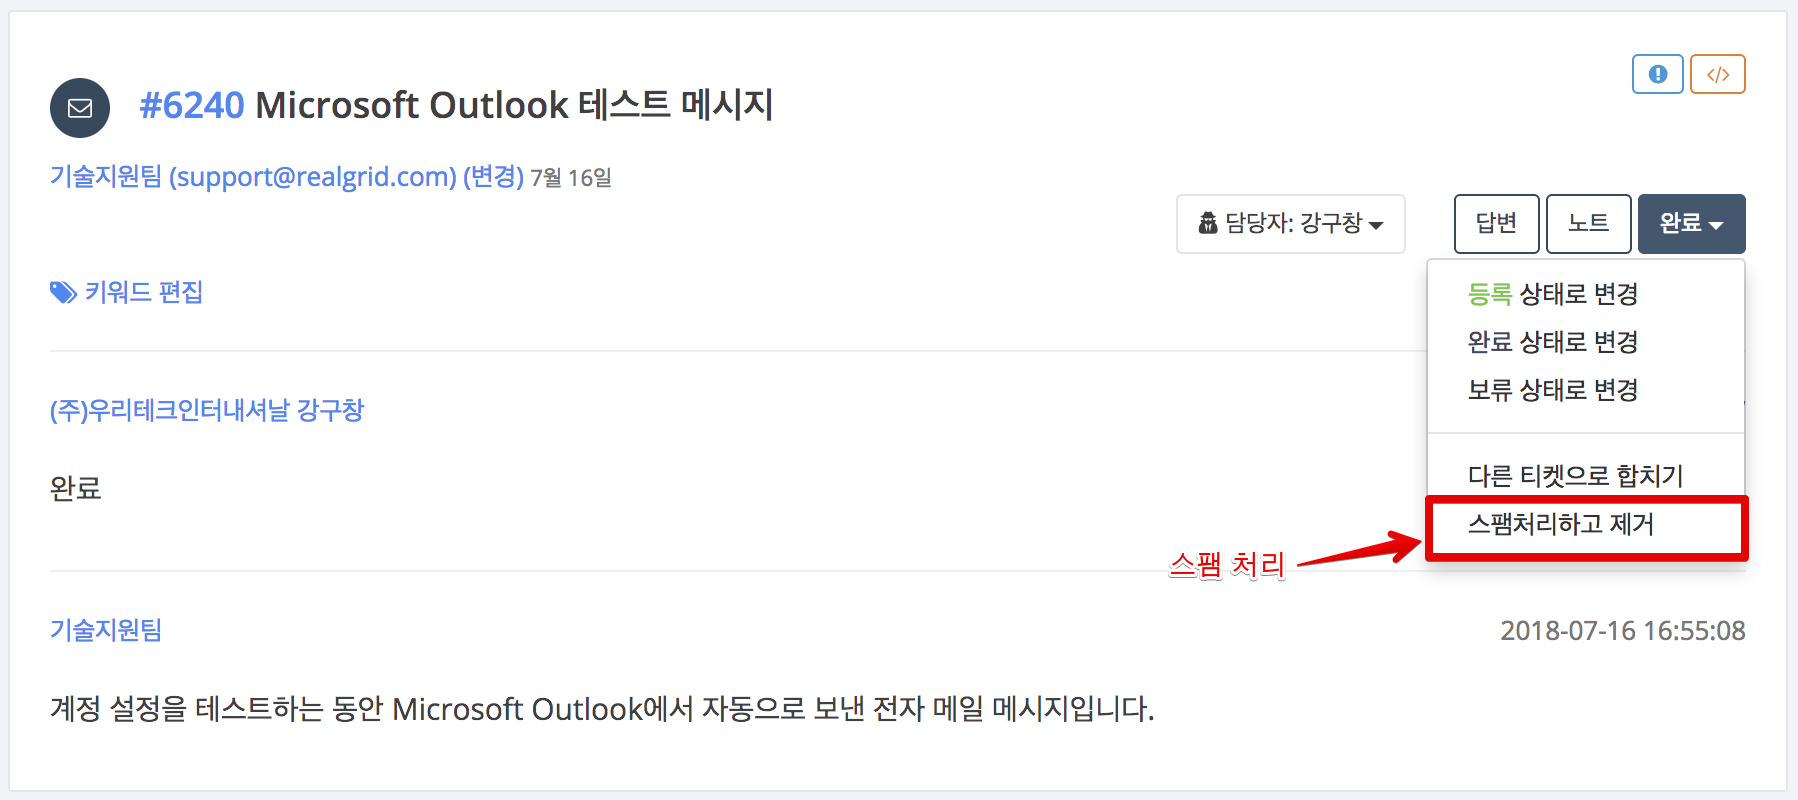 #6240 Microsoft Outlook 테스트 메시지
기술지원팀 (support@realgrid.com) (변경) 7월 16일
담당자: 강구창
답변
노트
완료
키워드 편집
등록 상태로 변경
완료 상태로 변경
보류 상태로 변경
다른 티켓으로 합치기
스팸처리하고 제거
스팸 처리
(주)우리테크인터내셔날 강구창
완료
기술지원팀
2018-07-16 16:55:08
계정 설정을 테스트하는 동안 Microsoft Outlook에서 자동으로 보낸 전자 메일 메시지입니다.